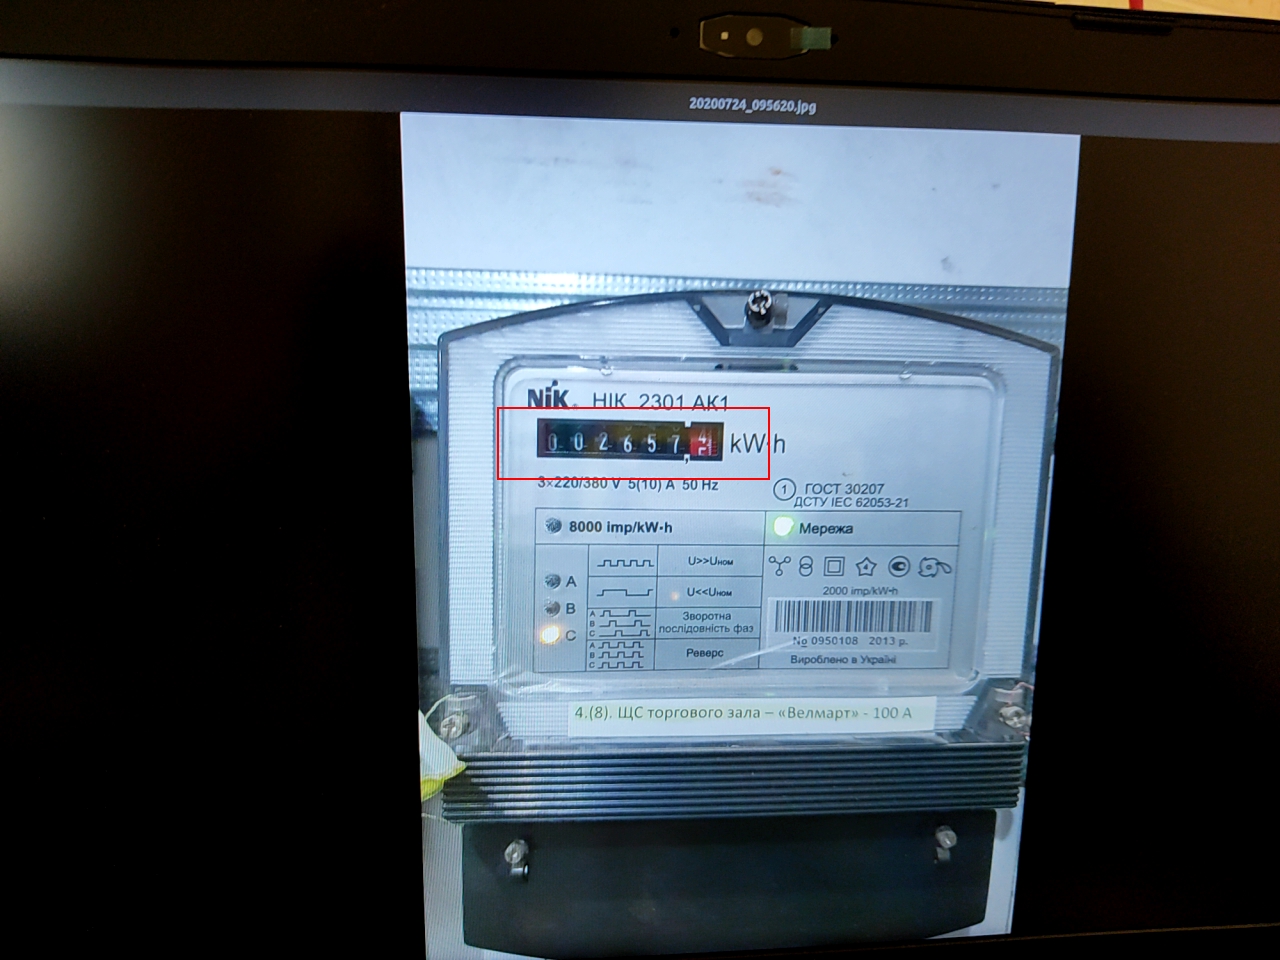 20200724_095620.jpg
NiK НІК 2301 АК1
002657, kW·h
3×220/380 V 5(10) A 50 Hz
1 ГОСТ 30207
ДСТУ IEC 62053-21
8000 imp/kW·h
Мережа
A
B
C
U>>Uном
U<<Uном
A
B
C
Зворотна
послідовність фаз
A
B
C
Реверс
2000 imp/kW·h
№ 0950108 2013 р.
Вироблено в Україні
4.(8). ЩС торгового зала – «Велмарт» - 100 А